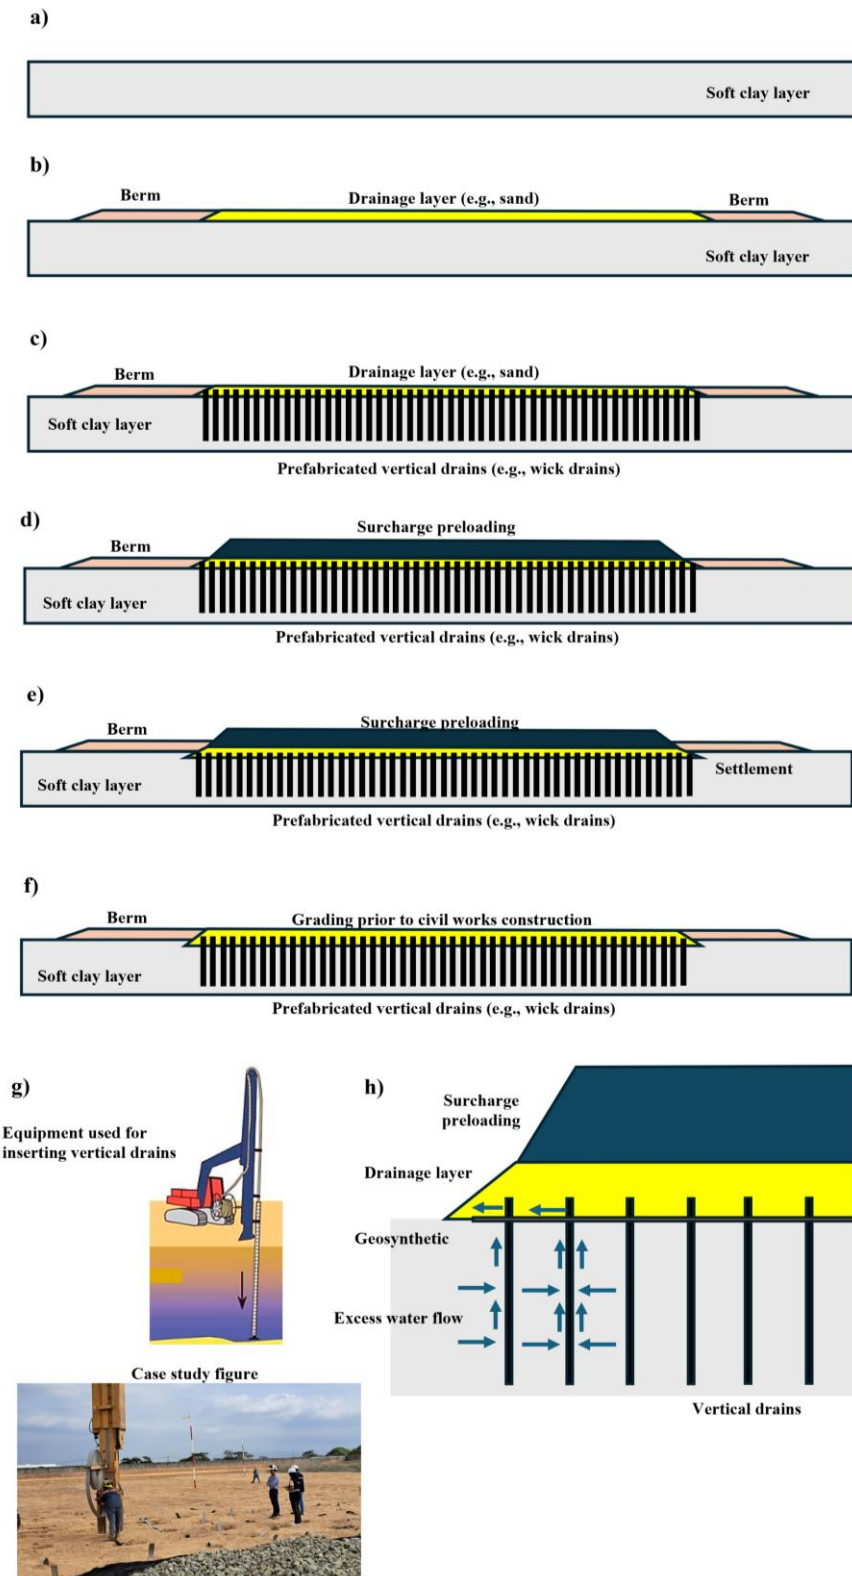 a)
Soft clay layer
b)
Berm
Drainage layer (e.g., sand)
Berm
Soft clay layer
c)
Berm
Drainage layer (e.g., sand)
Soft clay layer
Prefabricated vertical drains (e.g., wick drains)
d)
Surcharge preloading
Berm
Soft clay layer
Prefabricated vertical drains (e.g., wick drains)
e)
Surcharge preloading
Berm
Settlement
Soft clay layer
Prefabricated vertical drains (e.g., wick drains)
f)
Berm
Grading prior to civil works construction
Soft clay layer
Prefabricated vertical drains (e.g., wick drains)
g)
Equipment used for
inserting vertical drains
Case study figure
h)
Surcharge
preloading
Drainage layer
Geosynthetic
Excess water flow
Vertical drains